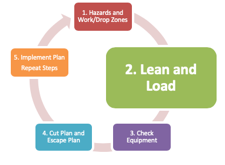 1. Hazards and
Work/Drop Zones
2. Lean and
Load
3. Check
Equipment
4. Cut Plan and
Escape Plan
5. Implement Plan
Repeat Steps